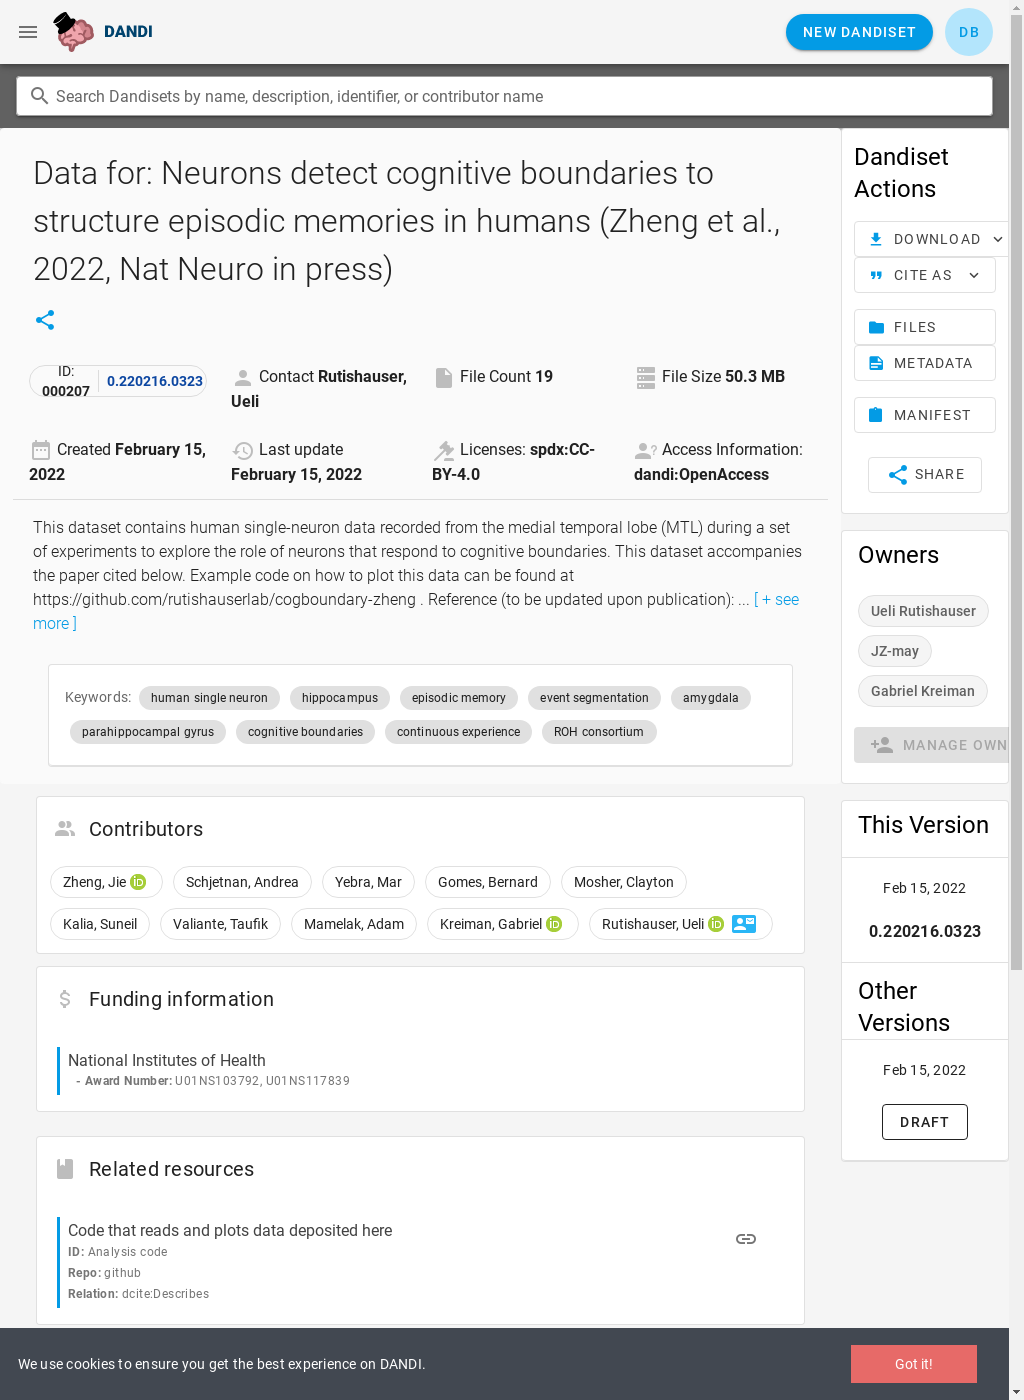 DANDI
NEW DANDISET
DB
Search Dandisets by name, description, identifier, or contributor name
Data for: Neurons detect cognitive boundaries to
structure episodic memories in humans (Zheng et al.,
2022, Nat Neuro in press)
ID:
000207
0.220216.0323
Contact Rutishauser,
Ueli
File Count 19
File Size 50.3 MB
Created February 15,
2022
Last update
February 15, 2022
Licenses: spdx:CC-
BY-4.0
Access Information:
dandi:OpenAccess
This dataset contains human single-neuron data recorded from the medial temporal lobe (MTL) during a set
of experiments to explore the role of neurons that respond to cognitive boundaries. This dataset accompanies
the paper cited below. Example code on how to plot this data can be found at
https://github.com/rutishauserlab/cogboundary-zheng . Reference (to be updated upon publication): ... [ + see
more ]
Keywords: human single neuron hippocampus episodic memory event segmentation amygdala
parahippocampal gyrus cognitive boundaries continuous experience ROH consortium
Contributors
Zheng, Jie iD Schjetnan, Andrea Yebra, Mar Gomes, Bernard Mosher, Clayton
Kalia, Suneil Valiante, Taufik Mamelak, Adam Kreiman, Gabriel iD Rutishauser, Ueli iD
Funding information
National Institutes of Health
- Award Number: U01NS103792, U01NS117839
Related resources
Code that reads and plots data deposited here
ID: Analysis code
Repo: github
Relation: dcite:Describes
Dandiset
Actions
DOWNLOAD
CITE AS
FILES
METADATA
MANIFEST
SHARE
Owners
Ueli Rutishauser
JZ-may
Gabriel Kreiman
MANAGE OWN
This Version
Feb 15, 2022
0.220216.0323
Other
Versions
Feb 15, 2022
DRAFT
We use cookies to ensure you get the best experience on DANDI.
Got it!